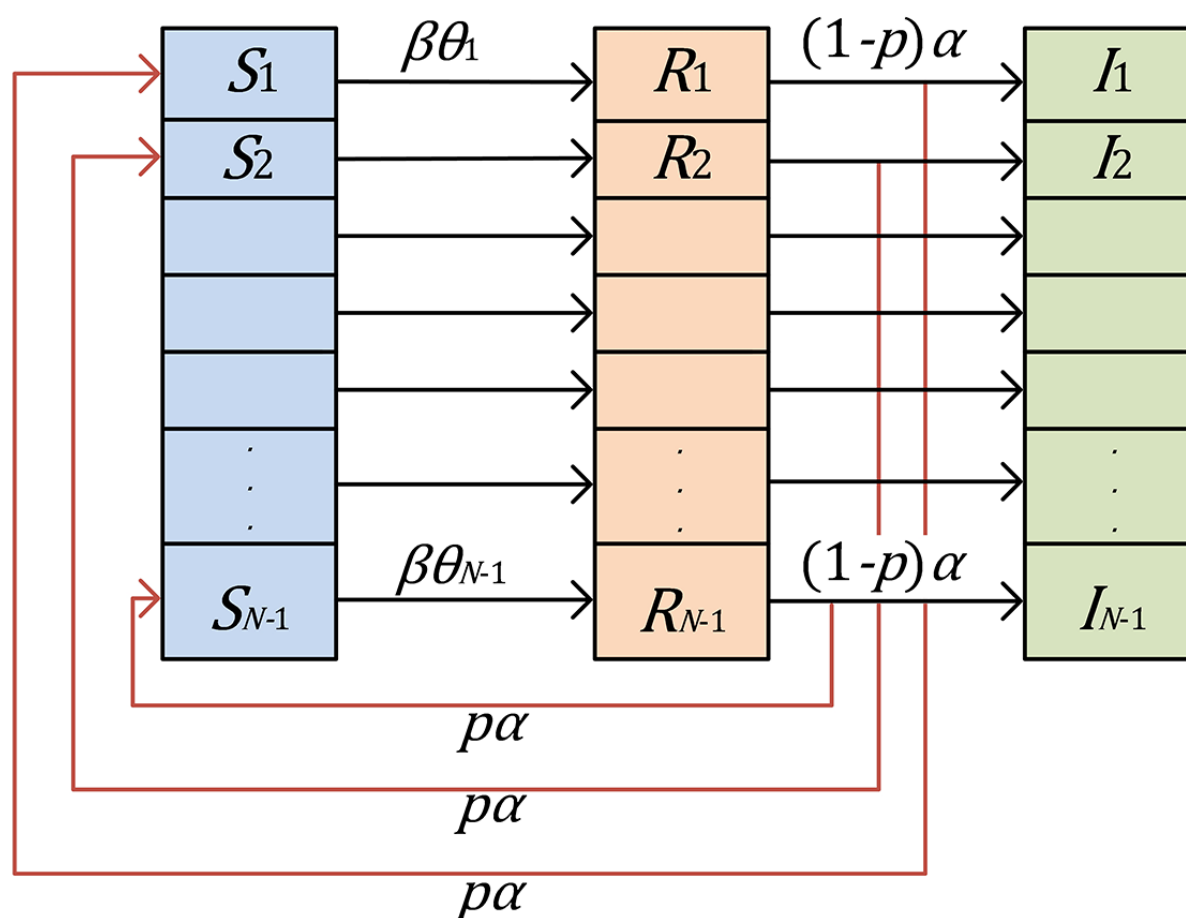 βθ1
(1-p)α
S1
R1
I1
S2
R2
I2
. . .
. . .
. . .
βθN-1
(1-p)α
SN-1
RN-1
IN-1
pα
pα
pα